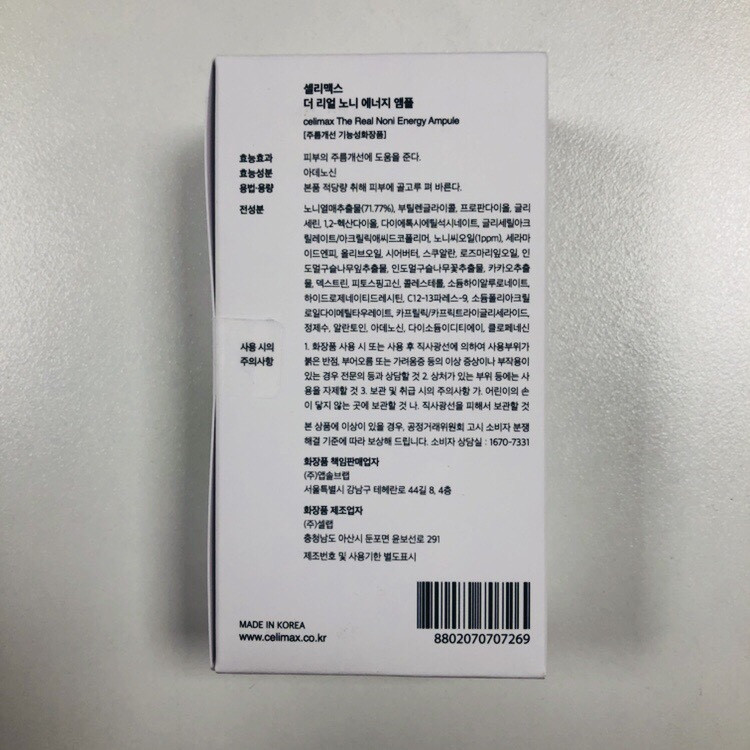 셀리맥스
더 리얼 노니 에너지 앰플
celimax The Real Noni Energy Ampule
[주름개선 기능성화장품]
효능효과 피부의 주름개선에 도움을 준다.
효능성분 아데노신
용법·용량 본품 적당량 취해 피부에 골고루 펴 바른다.
전성분 노니열매추출물(71.77%), 부틸렌글라이콜, 프로판다이올, 글리
세린, 1,2-헥산다이올, 다이에톡시에틸석시네이트, 글리세릴아크
릴레이트/아크릴릭애씨드코폴리머, 노니씨오일(1ppm), 세라마
이드엔피, 올리브오일, 시어버터, 스쿠알란, 로즈마리잎오일, 인
도멀구슬나무잎추출물, 인도멀구슬나무꽃추출물, 카카오추출
물, 덱스트린, 피토스핑고신, 콜레스테롤, 소듐하이알루로네이트,
하이드로제네이티드레시틴, C12-13파레스-9, 소듐폴리아크릴
로일다이메틸타우레이트, 카프릴릭/카프릭트라이글리세라이드,
정제수, 알란토인, 아데노신, 다이소듐이디티에이, 클로페네신
사용 시의 1. 화장품 사용 시 또는 사용 후 직사광선에 의하여 사용부위가
주의사항 붉은 반점, 부어오름 또는 가려움증 등의 이상 증상이나 부작용이
있는 경우 전문의 등과 상담할 것 2. 상처가 있는 부위 등에는 사
용을 자제할 것 3. 보관 및 취급 시의 주의사항 가. 어린이의 손
이 닿지 않는 곳에 보관할 것 나. 직사광선을 피해서 보관할 것
본 상품에 이상이 있을 경우, 공정거래위원회 고시 소비자 분쟁
해결 기준에 따라 보상해 드립니다. 소비자 상담실 : 1670-7331
화장품 책임판매업자
(주)앱솔브랩
서울특별시 강남구 테헤란로 44길 8, 4층
화장품 제조업자
(주)셀랩
충청남도 아산시 둔포면 윤보선로 291
제조번호 및 사용기한 별도표시
MADE IN KOREA
www.celimax.co.kr
8802070707269